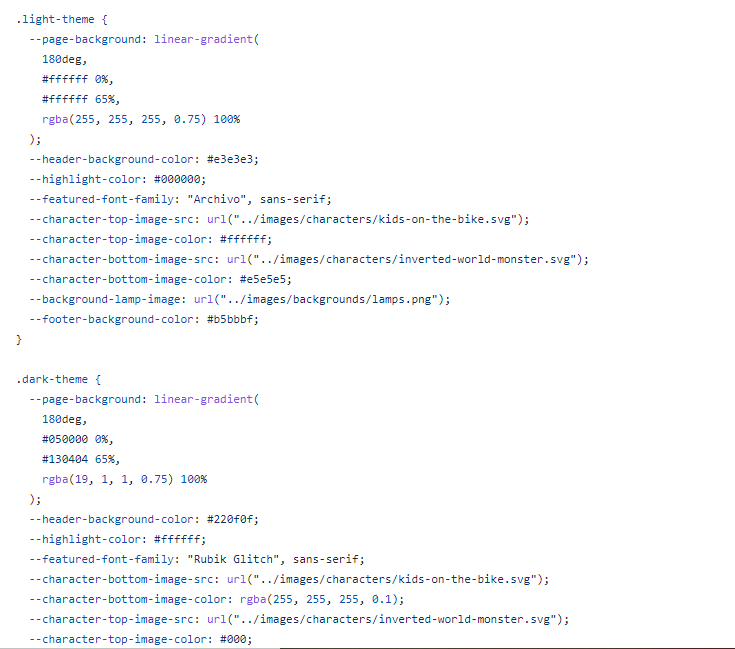 .light-theme {
--page-background: linear-gradient(
180deg,
#ffffff 0%,
#ffffff 65%,
rgba(255, 255, 255, 0.75) 100%
);
--header-background-color: #e3e3e3;
--highlight-color: #000000;
--featured-font-family: "Archivo", sans-serif;
--character-top-image-src: url("../images/characters/kids-on-the-bike.svg");
--character-top-image-color: #ffffff;
--character-bottom-image-src: url("../images/characters/inverted-world-monster.svg");
--character-bottom-image-color: #e5e5e5;
--background-lamp-image: url("../images/backgrounds/lamps.png");
--footer-background-color: #b5bbbf;
}
.dark-theme {
--page-background: linear-gradient(
180deg,
#050000 0%,
#130404 65%,
rgba(19, 1, 1, 0.75) 100%
);
--header-background-color: #220f0f;
--highlight-color: #ffffff;
--featured-font-family: "Rubik Glitch", sans-serif;
--character-bottom-image-src: url("../images/characters/kids-on-the-bike.svg");
--character-bottom-image-color: rgba(255, 255, 255, 0.1);
--character-top-image-src: url("../images/characters/inverted-world-monster.svg");
--character-top-image-color: #000;